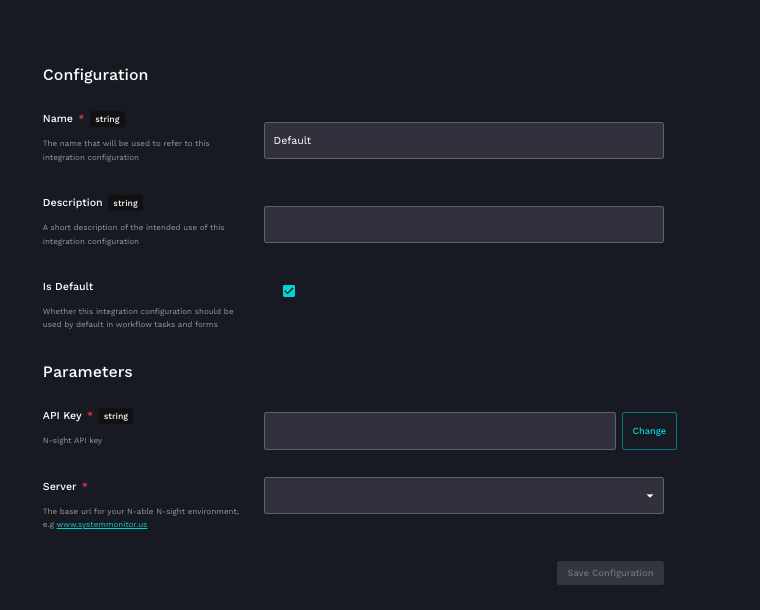 Configuration
Name * string
The name that will be used to refer to this
integration configuration
Default
Description string
A short description of the intended use of this
integration configuration
Is Default
Whether this integration configuration should be
used by default in workflow tasks and forms
Parameters
API Key * string
N-sight API key
Change
Server *
The base url for your N-able N-sight environment,
e.g www.systemmonitor.us
Save Configuration